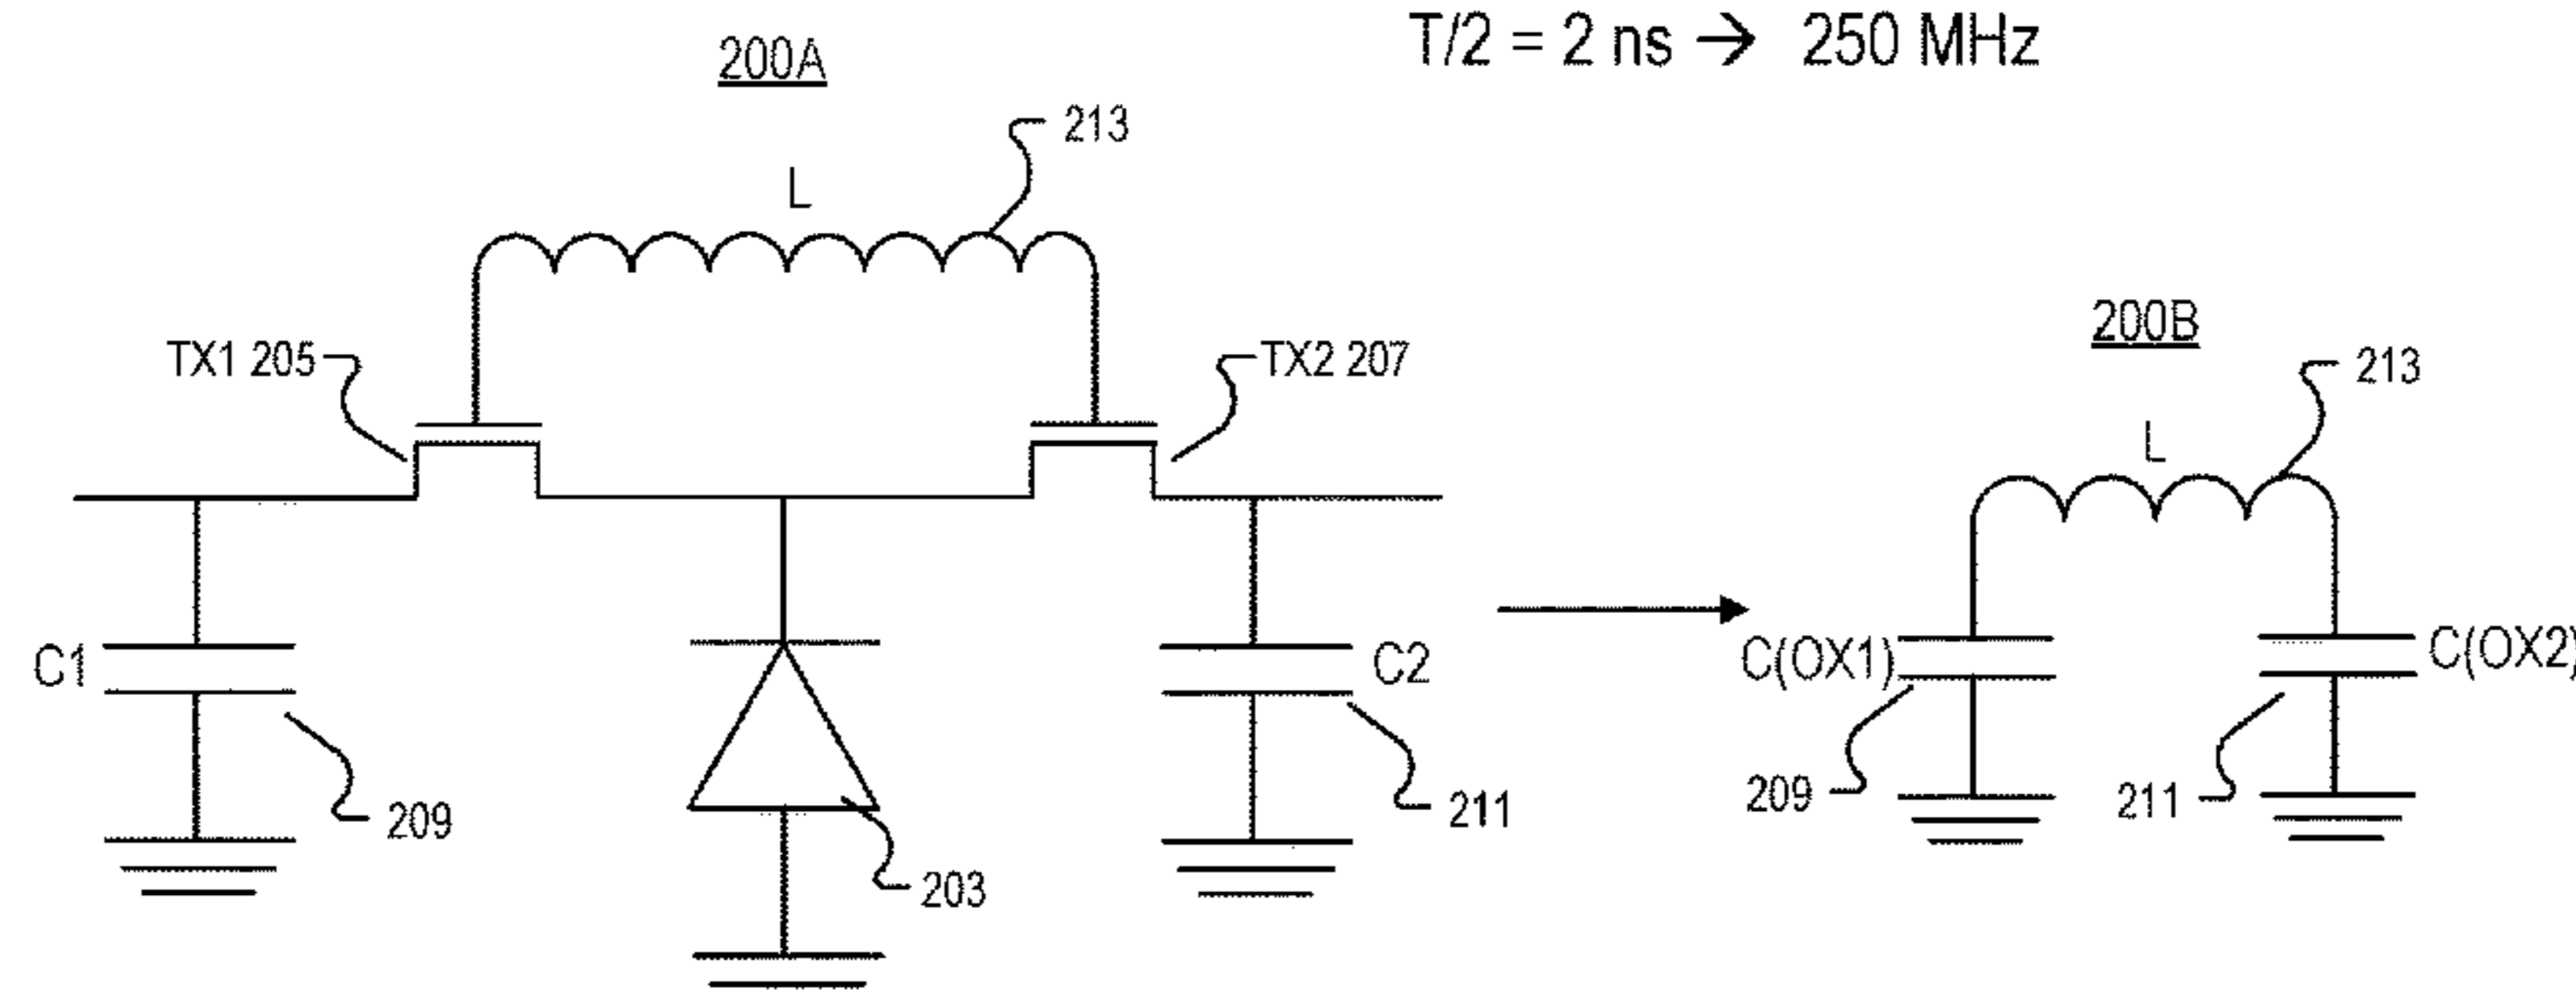 T/2 = 2 ns → 250 MHz
200A
213
L
TX1 205
TX2 207
C1
209
203
C2
211
200B
213
L
C(OX1)
209
C(OX2)
211